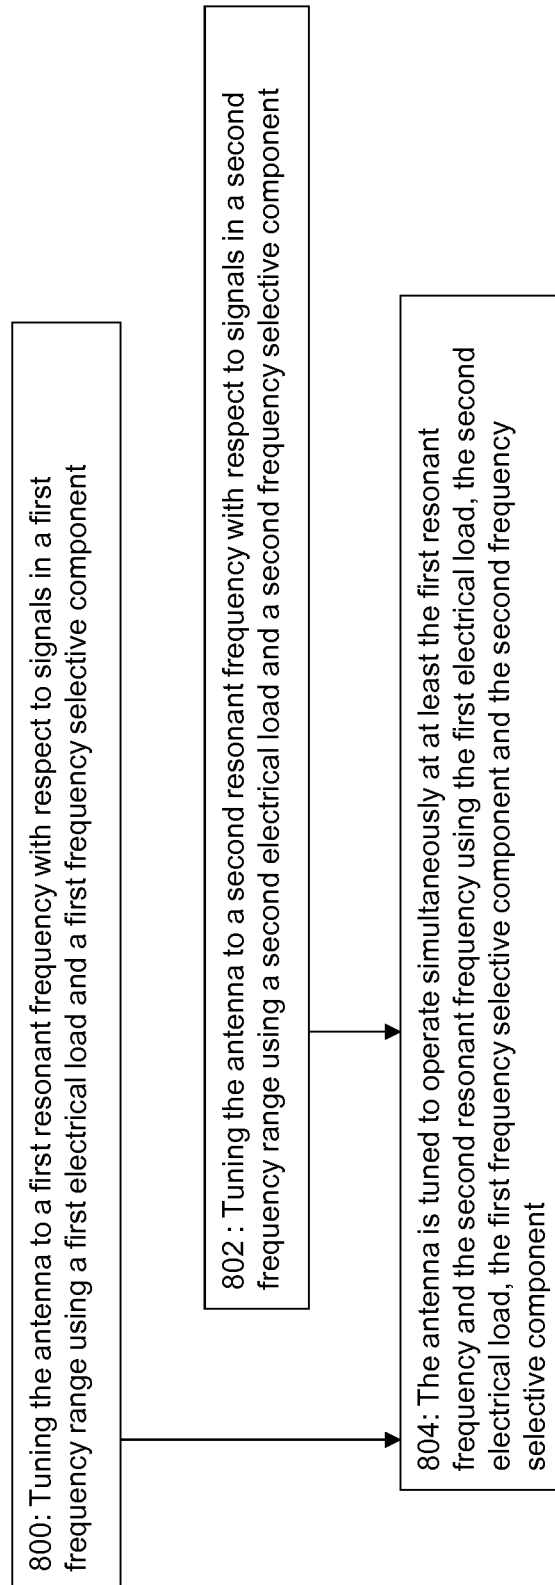 800: Tuning the antenna to a first resonant frequency with respect to signals in a first
frequency range using a first electrical load and a first frequency selective component
802 : Tuning the antenna to a second resonant frequency with respect to signals in a second
frequency range using a second electrical load and a second frequency selective component
804: The antenna is tuned to operate simultaneously at at least the first resonant
frequency and the second resonant frequency using the first electrical load, the second
electrical load, the first frequency selective component and the second frequency
selective component